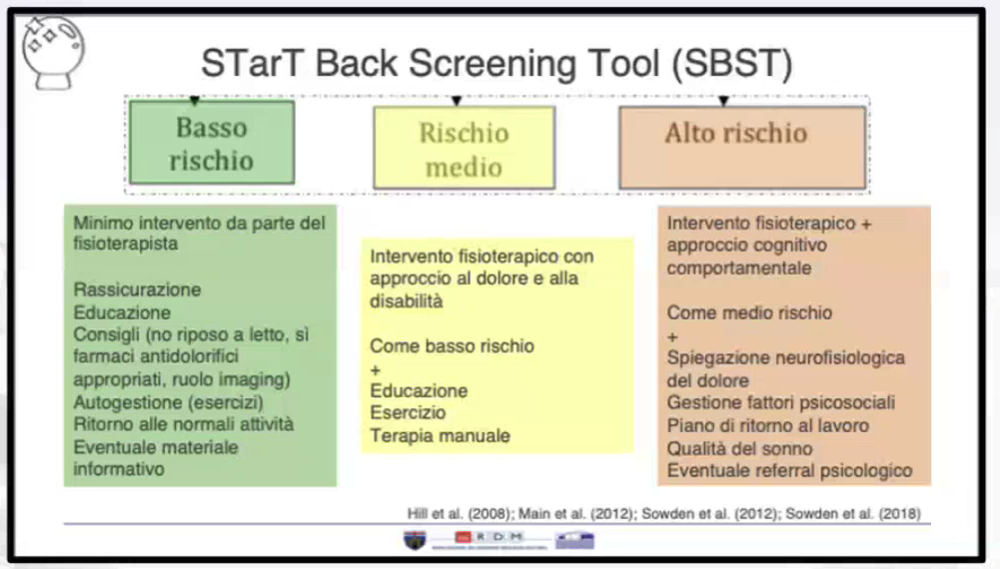 STarT Back Screening Tool (SBST)
Basso
rischio
Rischio
medio
Alto rischio
Minimo intervento da parte del
fisioterapista
Rassicurazione
Educazione
Consigli (no riposo a letto, sì
farmaci antidolorifici
appropriati, ruolo imaging)
Autogestione (esercizi)
Ritorno alle normali attività
Eventuale materiale
informativo
Intervento fisioterapico con
approccio al dolore e alla
disabilità
Come basso rischio
+
Educazione
Esercizio
Terapia manuale
Intervento fisioterapico +
approccio cognitivo
comportamentale
Come medio rischio
+
Spiegazione neurofisiologica
del dolore
Gestione fattori psicosociali
Piano di ritorno al lavoro
Qualità del sonno
Eventuale referral psicologico
Hill et al. (2008); Main et al. (2012); Sowden et al. (2012); Sowden et al. (2018)
R D M